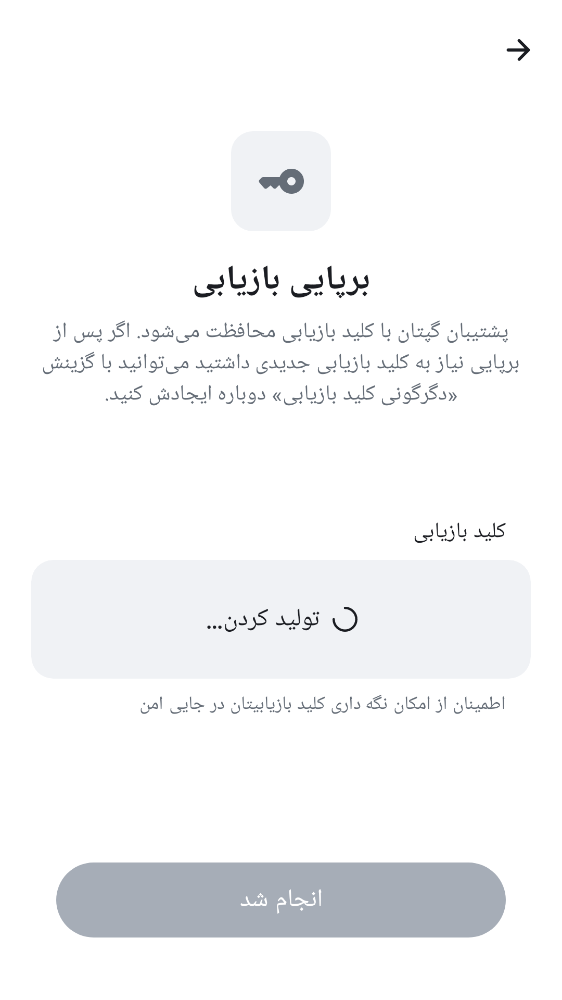 برپایی بازیابی
پشتیبان گپتان با کلید بازیابی محافظت می‌شود. اگر پس از
برپایی نیاز به کلید بازیابی جدیدی داشتید می‌توانید با گزینش
«دگرگونی کلید بازیابی» دوباره ایجادش کنید.
کلید بازیابی
تولید کردن…
اطمینان از امکان نگه داری کلید بازیابیتان در جایی امن
انجام شد